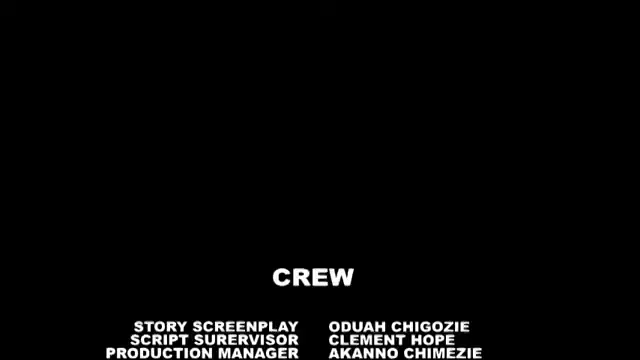 CREW
STORY SCREENPLAY ODUAH CHIGOZIE
SCRIPT SURERVISOR CLEMENT HOPE
PRODUCTION MANAGER AKANNO CHIMEZIE